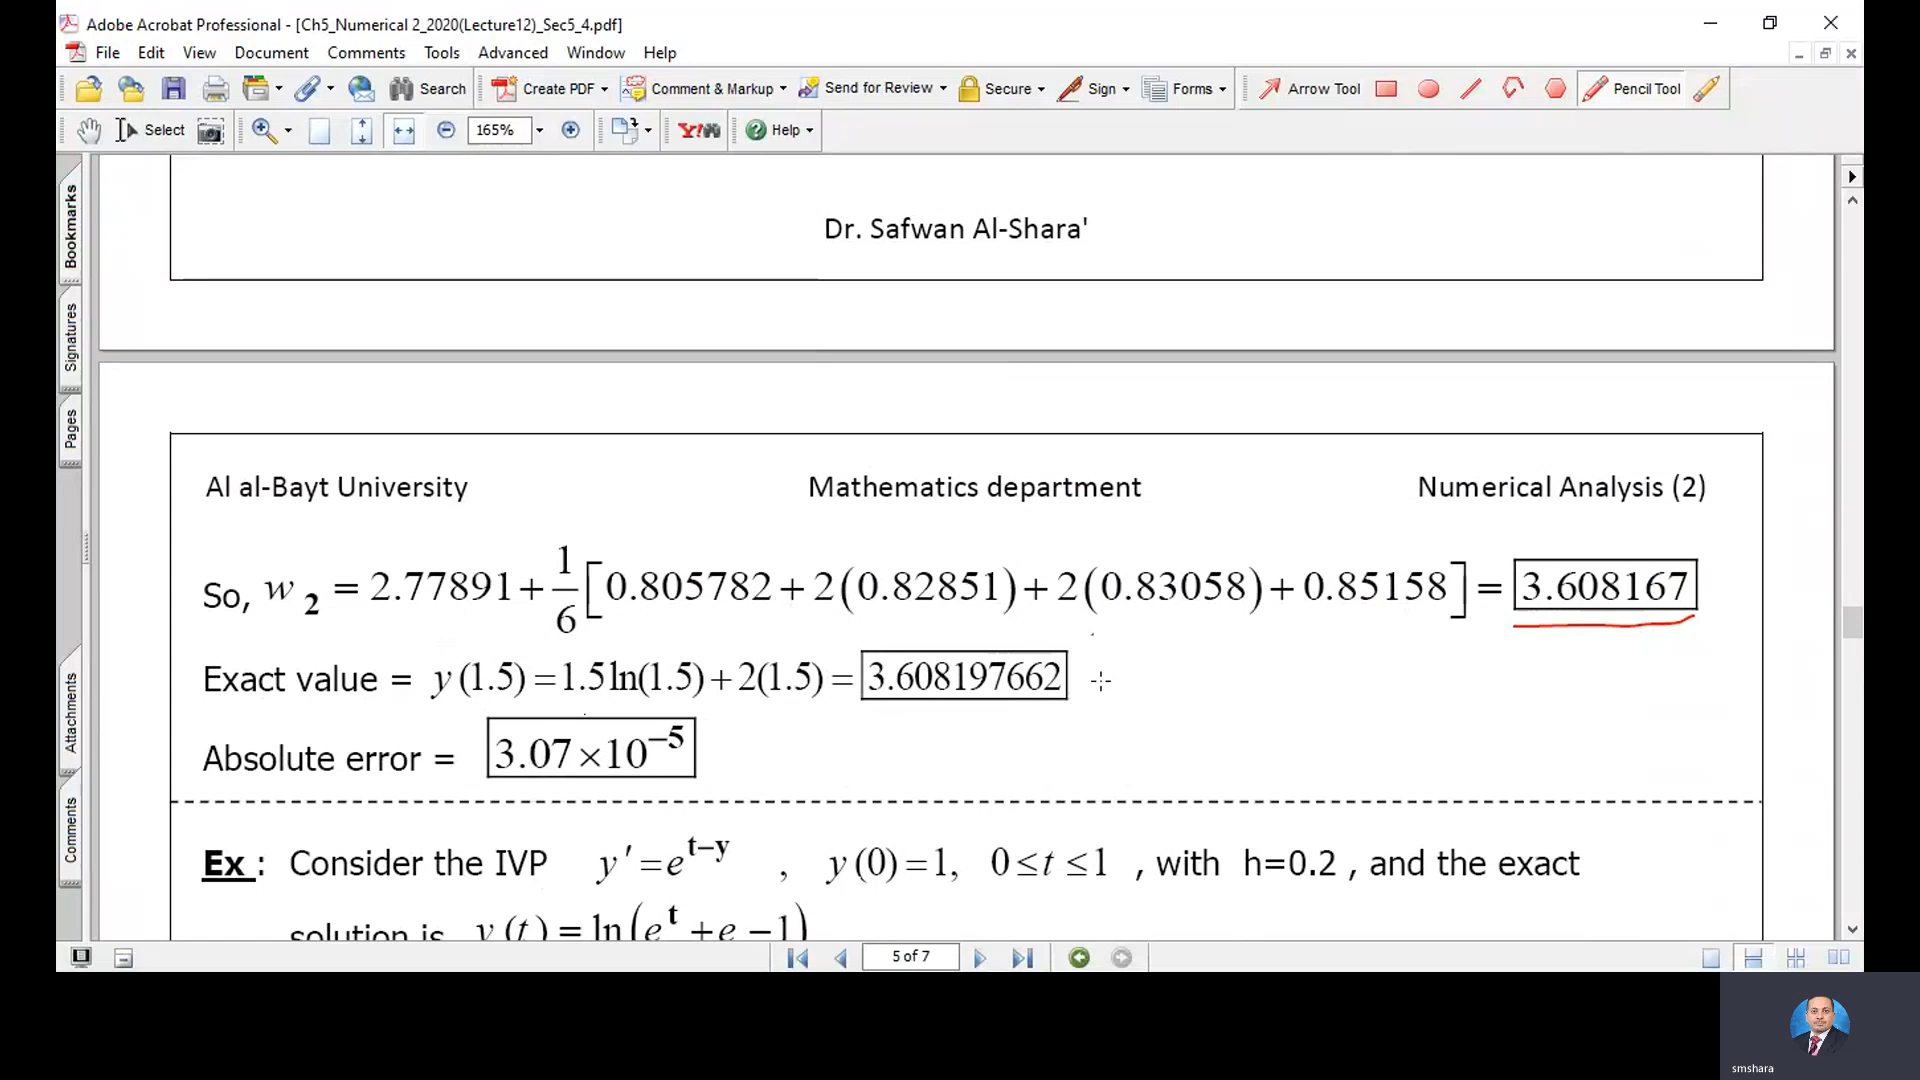 Adobe Acrobat Professional - [Ch5_Numerical 2_2020(Lecture12)_Sec5_4.pdf]
File Edit View Document Comments Tools Advanced Window Help
Search Create PDF Comment & Markup Send for Review Secure Sign Forms Arrow Tool Pencil Tool
Select 165% Y! Help
Bookmarks
Signatures
Pages
Attachments
Comments
Dr. Safwan Al-Shara'
Al al-Bayt University Mathematics department Numerical Analysis (2)
So, w₂ = 2.77891 + 1/6 [0.805782 + 2(0.82851) + 2(0.83058) + 0.85158] = 3.608167
Exact value = y(1.5) = 1.5ln(1.5) + 2(1.5) = 3.608197662
Absolute error = 3.07 ×10⁻⁵
Ex : Consider the IVP y' = e^(t−y) , y(0) = 1, 0 ≤ t ≤ 1 , with h=0.2 , and the exact
solution is y(t) = ln(e^t + e − 1)
5 of 7
smshara